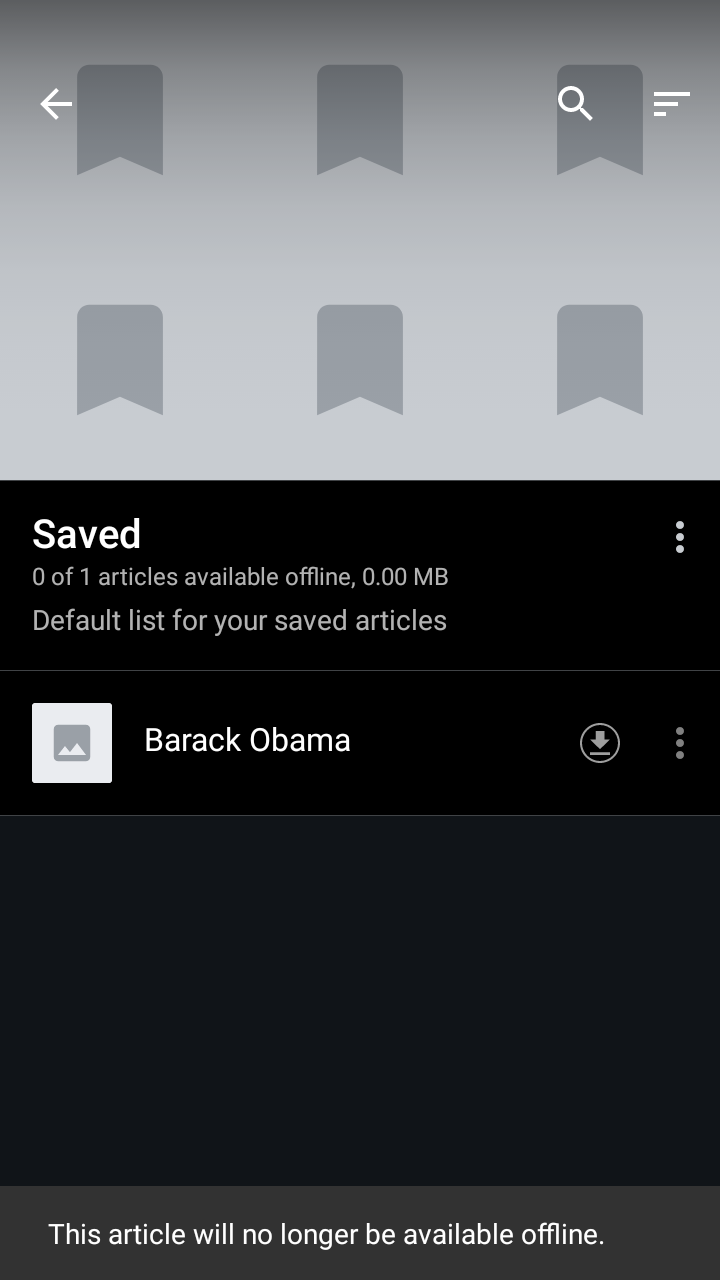 Saved
0 of 1 articles available offline, 0.00 MB
Default list for your saved articles
Barack Obama
This article will no longer be available offline.